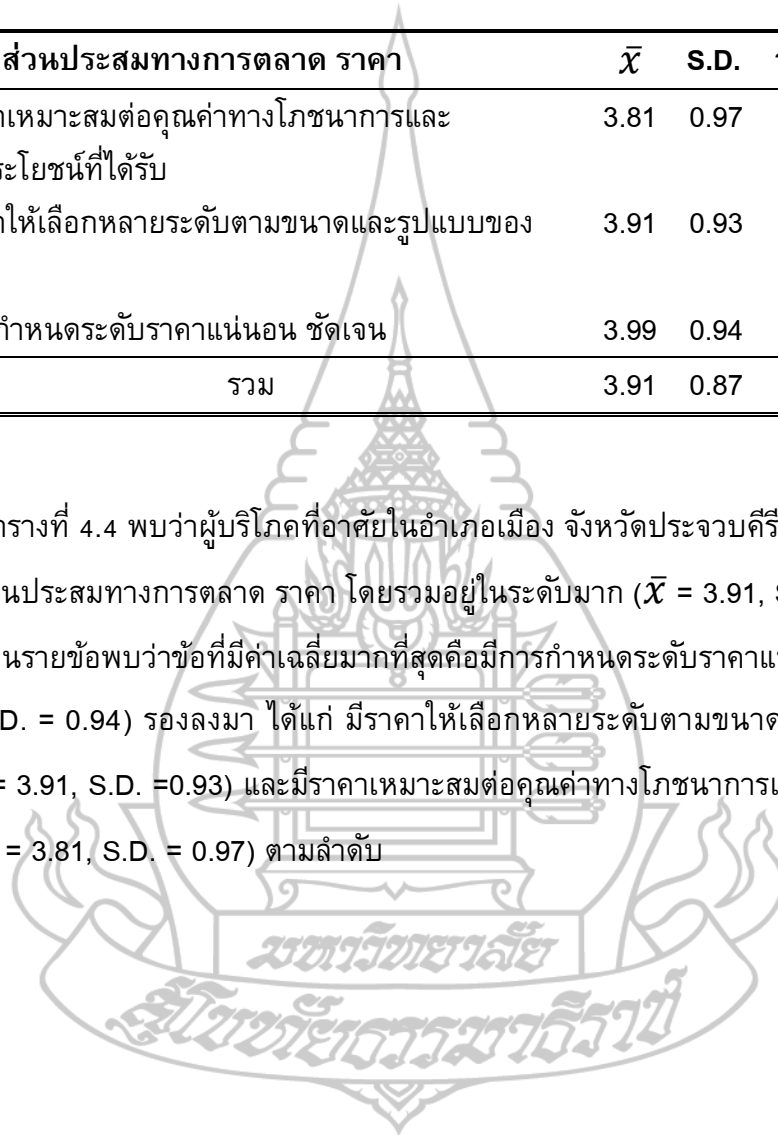 ส่วนประสมทางการตลาด ราคา x̄ S.D.
าเหมาะสมต่อคุณค่าทางโภชนาการและ 3.81 0.97
ระโยชน์ที่ได้รับ
าให้เลือกหลายระดับตามขนาดและรูปแบบของ 3.91 0.93
กำหนดระดับราคาแน่นอน ชัดเจน 3.99 0.94
รวม 3.91 0.87
ารางที่ 4.4 พบว่าผู้บริโภคที่อาศัยในอำเภอเมือง จังหวัดประจวบคีรี
นประสมทางการตลาด ราคา โดยรวมอยู่ในระดับมาก (x̄ = 3.91, S
นรายข้อพบว่าข้อที่มีค่าเฉลี่ยมากที่สุดคือมีการกำหนดระดับราคาแ
D. = 0.94) รองลงมา ได้แก่ มีราคาให้เลือกหลายระดับตามขนาด
= 3.91, S.D. =0.93) และมีราคาเหมาะสมต่อคุณค่าทางโภชนาการแ
= 3.81, S.D. = 0.97) ตามลำดับ
มหาวิทยาลัย
สุโขทัยธรรมาธิราช